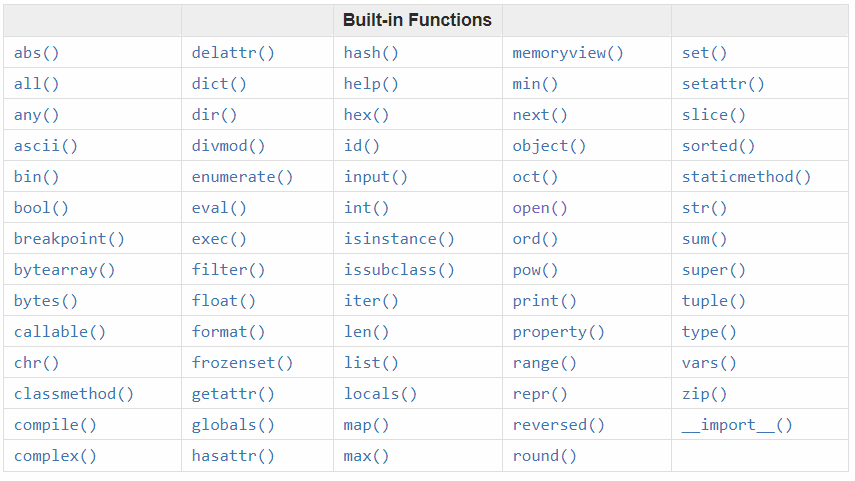 Built-in Functions
abs() delattr() hash() memoryview() set()
all() dict() help() min() setattr()
any() dir() hex() next() slice()
ascii() divmod() id() object() sorted()
bin() enumerate() input() oct() staticmethod()
bool() eval() int() open() str()
breakpoint() exec() isinstance() ord() sum()
bytearray() filter() issubclass() pow() super()
bytes() float() iter() print() tuple()
callable() format() len() property() type()
chr() frozenset() list() range() vars()
classmethod() getattr() locals() repr() zip()
compile() globals() map() reversed() __import__()
complex() hasattr() max() round()